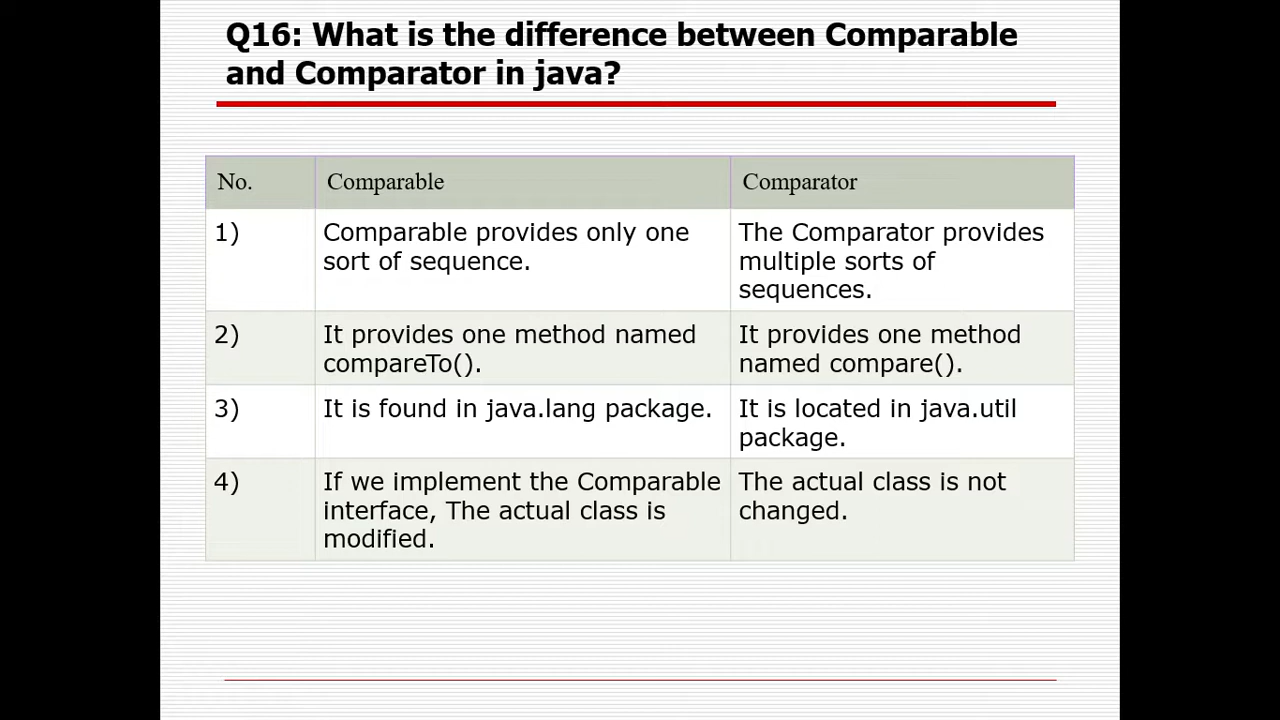 Q16: What is the difference between Comparable
and Comparator in java?
No.
Comparable
Comparator
1)
Comparable provides only one
sort of sequence.
The Comparator provides
multiple sorts of
sequences.
2)
It provides one method named
compareTo().
It provides one method
named compare().
3)
It is found in java.lang package.
It is located in java.util
package.
4)
If we implement the Comparable
interface, The actual class is
modified.
The actual class is not
changed.